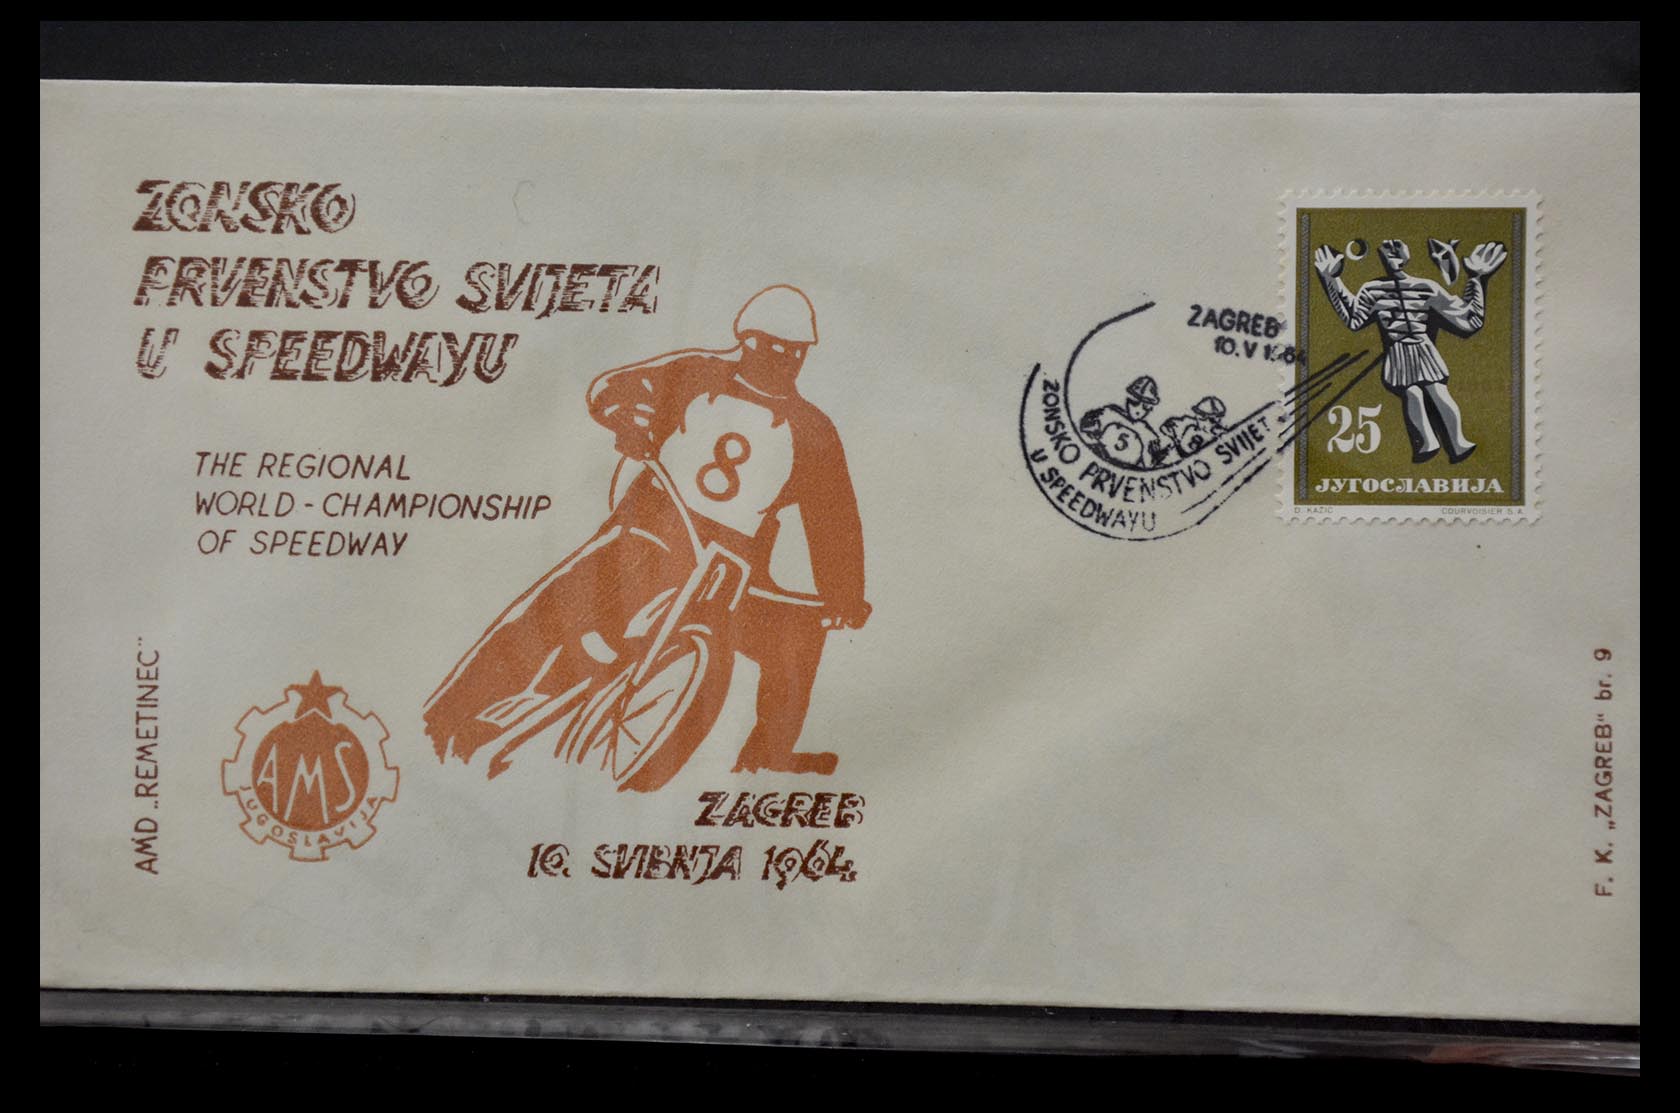 ZONSKO
PRVENSTVO SVIJETA
U SPEEDWAYU
THE REGIONAL
WORLD - CHAMPIONSHIP
OF SPEEDWAY
8
AMD „REMETINEC“
AMS
JUGOSLAVIJA
ZAGREB
10. SVIBNJA 1964
ZAGREB
10. V 1964
5
ZONSKO PRVENSTVO SVIJET
U SPEEDWAYU
25
ЈУГОСЛАВИЈА
D. KAŽIC COURVOISIER S.A.
F. K. „ZAGREB“ br. 9